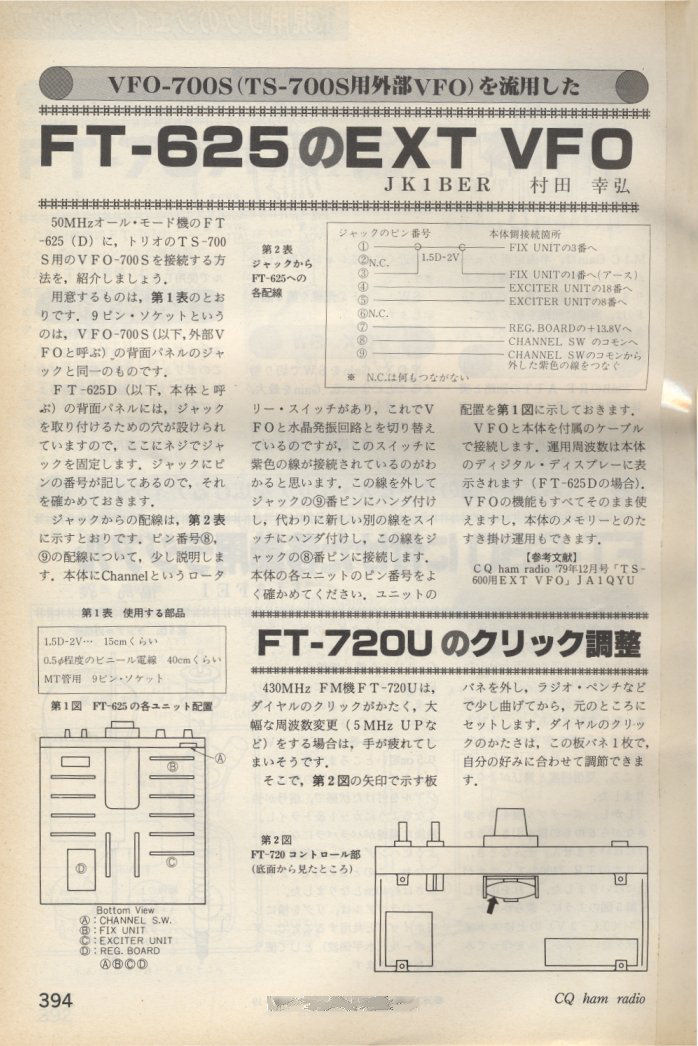 VFO-700S(TS-700S用外部VFO)を流用した
FT-625のEXT VFO
JK1BER 村田 幸弘
50MHzオール・モード機のFT
-625(D)に，トリオのTS-700
S用のVFO-700Sを接続する方
法を，紹介しましょう．
用意するものは，第1表のとお
りです．9ピン・ソケットという
のは，VFO-700S(以下,外部V
FOと呼ぶ)の背面パネルのジャ
ックと同一のものです．
FT-625D(以下，本体と呼
ぶ)の背面パネルには，ジャック
を取り付けるための穴が設けられ
ていますので，ここにネジでジャ
ックを固定します．ジャックにピ
ンの番号が記してあるので，それ
を確かめておきます．
ジャックからの配線は，第2表
に示すとおりです．ピン番号⑧，
⑨の配線について，少し説明しま
す．本体にChannelというロータ
第2表
ジャックから
FT-625への
各配線
ジャックのピン番号 本体側接続箇所
① FIX UNITの3番へ
②N.C. 1.5D-2V
③ FIX UNITの1番へ(アース)
④ EXCITER UNITの18番へ
⑤ EXCITER UNITの8番へ
⑥N.C.
⑦ REG. BOARDの+13.8Vへ
⑧ CHANNEL SW のコモンへ
⑨ CHANNEL SWのコモンから
外した紫色の線をつなぐ
※ N.C.は何もつながない
リー・スイッチがあり，これでV
FOと水晶発振回路とを切り替え
ているのですが，このスイッチに
紫色の線が接続されているのがわ
かると思います．この線を外して
ジャックの⑨番ピンにハンダ付け
し，代わりに新しい別の線をスイ
ッチにハンダ付けし，この線をジ
ャックの⑧番ピンに接続します．
本体の各ユニットのピン番号をよ
く確かめてください．ユニットの
配置を第1図に示しておきます．
VFOと本体を付属のケーブル
で接続します．運用周波数は本体
のディジタル・ディスプレーに表
示されます(FT-625Dの場合)．
VFOの機能もすべてそのまま使
えますし，本体のメモリーとのた
すき掛け運用もできます．
【参考文献】
CQ ham radio '79年12月号「TS-
600用EXT VFO」JA1QYU
第1表 使用する部品
1.5D-2V… 15cmくらい
0.5φ程度のビニール電線 40cmくらい
MT管用 9ピン・ソケット
第1図 FT-625の各ユニット配置
Ⓐ
Ⓑ
Ⓒ
Ⓓ
Bottom View
Ⓐ：CHANNEL S.W.
Ⓑ：FIX UNIT
Ⓒ：EXCITER UNIT
Ⓓ：REG. BOARD
ⒶⒷⒸⒹ
FT-720Uのクリック調整
430MHz FM機FT-720Uは，
ダイヤルのクリックがかたく，大
幅な周波数変更(5MHz UPな
ど)をする場合は，手が疲れてし
まいそうです．
そこで，第2図の矢印で示す板
バネを外し，ラジオ・ペンチなど
で少し曲げてから，元のところに
セットします．ダイヤルのクリッ
クのかたさは，この板バネ1枚で，
自分の好みに合わせて調節できま
す．
第2図
FT-720 コントロール部
(底面から見たところ)
394
CQ ham radio